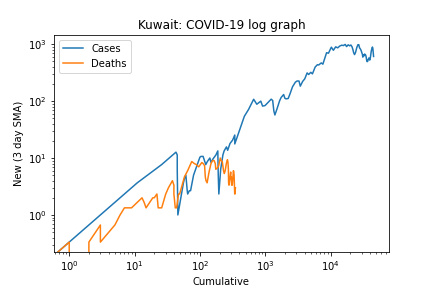 Kuwait: COVID-19 log graph
Cases
Deaths
New (3 day SMA)
10³
10²
10¹
10⁰
10⁰ 10¹ 10² 10³ 10⁴
Cumulative